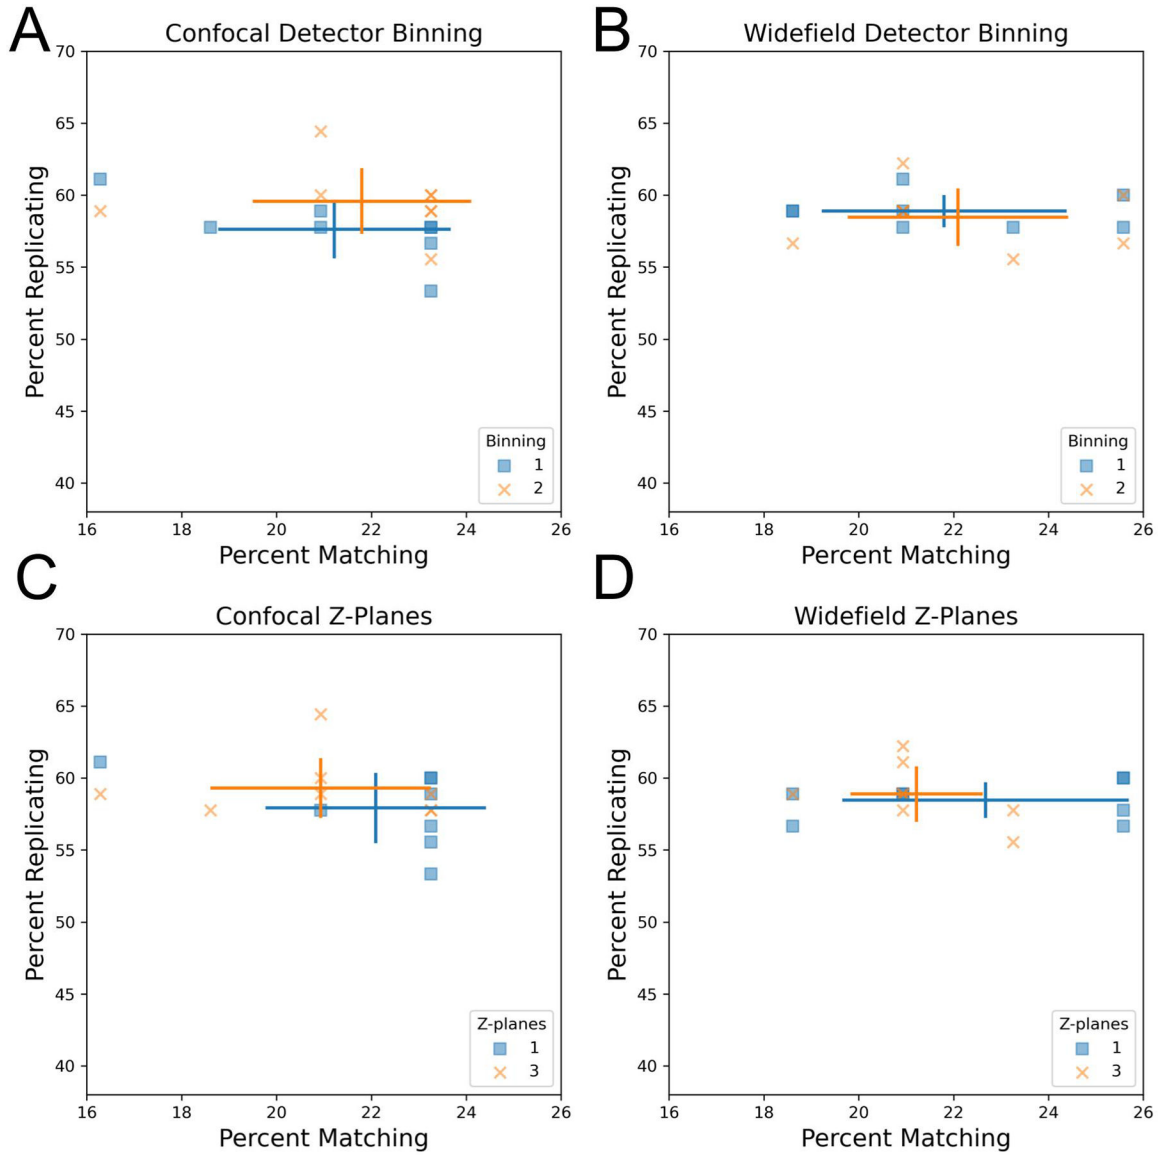 A
Confocal Detector Binning
70
65
60
55
50
45
40
Percent Replicating
Binning
1
2
16 18 20 22 24 26
Percent Matching
B
Widefield Detector Binning
70
65
60
55
50
45
40
Percent Replicating
Binning
1
2
16 18 20 22 24 26
Percent Matching
C
Confocal Z-Planes
70
65
60
55
50
45
40
Percent Replicating
Z-planes
1
3
16 18 20 22 24 26
Percent Matching
D
Widefield Z-Planes
70
65
60
55
50
45
40
Percent Replicating
Z-planes
1
3
16 18 20 22 24 26
Percent Matching